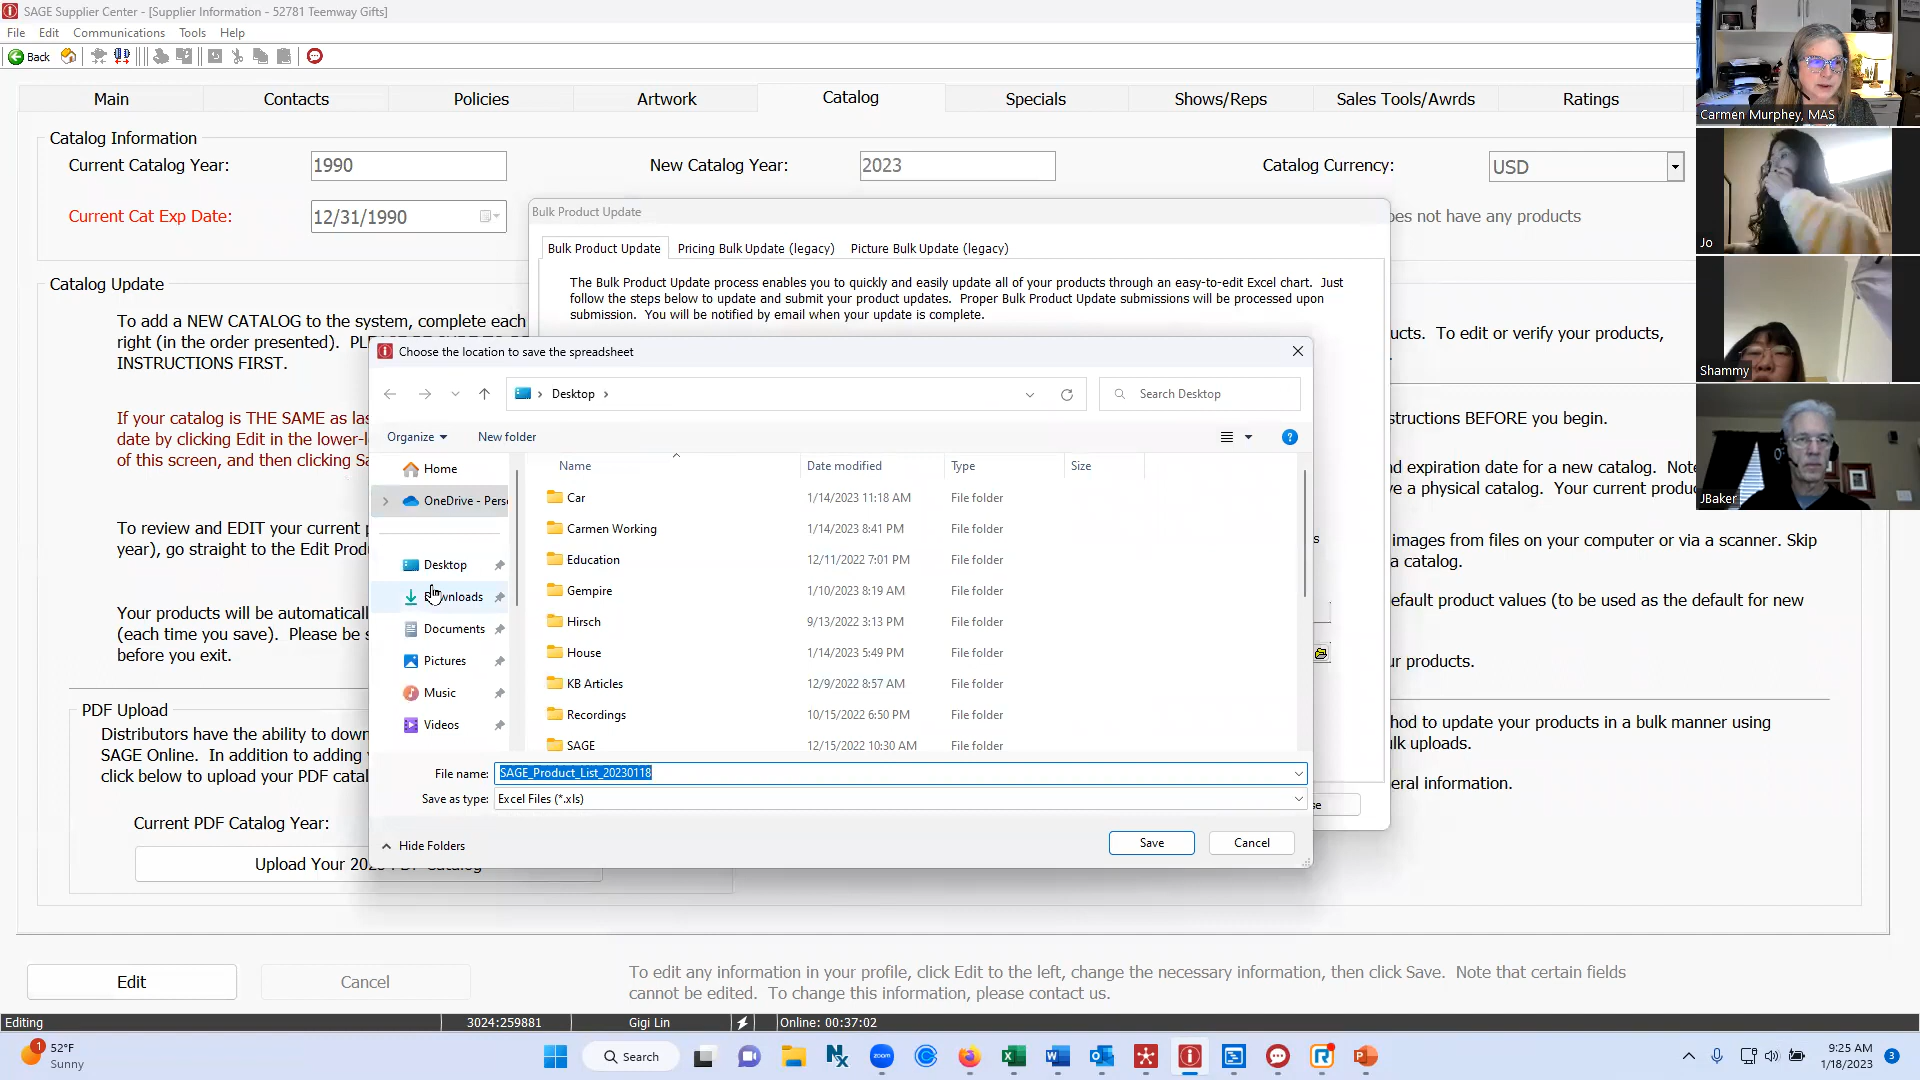 SAGE Supplier Center - [Supplier Information - 52781 Teemway Gifts]
File Edit Communications Tools Help
Back
Main Contacts Policies Artwork Catalog Specials Shows/Reps Sales Tools/Awrds Ratings
Carmen Murphey, MAS
Catalog Information
Current Catalog Year: 1990 New Catalog Year: 2023 Catalog Currency: USD
Current Cat Exp Date: 12/31/1990
Bulk Product Update
es not have any products
Jo
Bulk Product Update Pricing Bulk Update (legacy) Picture Bulk Update (legacy)
The Bulk Product Update process enables you to quickly and easily update all of your products through an easy-to-edit Excel chart. Just
follow the steps below to update and submit your product updates. Proper Bulk Product Update submissions will be processed upon
submission. You will be notified by email when your update is complete.
Catalog Update
To add a NEW CATALOG to the system, complete each
right (in the order presented).
INSTRUCTIONS FIRST.
ucts. To edit or verify your products,
Shammy
If your catalog is THE SAME as
date by clicking Edit in the
of this screen, and then clicking
structions BEFORE you begin.
d expiration date for a new catalog.
e a physical catalog. Your current
JBaker
To review and EDIT your current
year), go straight to the Edit
images from files on your computer or via a scanner. Skip
a catalog.
Your products will be
(each time you save). Please be
before you exit.
efault product values (to be used as the default for new
r products.
PDF Upload
Distributors have the ability to
SAGE Online. In addition to adding
click below to upload your PDF
Current PDF Catalog Year:
Upload Your
hod to update your products in a bulk manner using
lk uploads.
eral information.
Choose the location to save the spreadsheet
Desktop Search Desktop
Organize New folder
Home
OneDrive - Pers
Desktop
Downloads
Documents
Pictures
Music
Videos
Name Date modified Type Size
Car 1/14/2023 11:18 AM File folder
Carmen Working 1/14/2023 8:41 PM File folder
Education 12/11/2022 7:01 PM File folder
Gempire 1/10/2023 8:19 AM File folder
Hirsch 9/13/2022 3:13 PM File folder
House 1/14/2023 5:49 PM File folder
KB Articles 12/9/2022 8:57 AM File folder
Recordings 10/15/2022 6:50 PM File folder
SAGE 12/15/2022 10:30 AM File folder
File name: SAGE_Product_List_20230118
Save as type: Excel Files (*.xls)
Hide Folders Save Cancel
Edit Cancel
To edit any information in your profile, click Edit to the left, change the necessary information, then click Save. Note that certain fields
cannot be edited. To change this information, please contact us.
Editing 3024:259881 Gigi Lin Online: 00:37:02
1 52°F
Sunny
Search
zoom
9:25 AM
1/18/2023
3